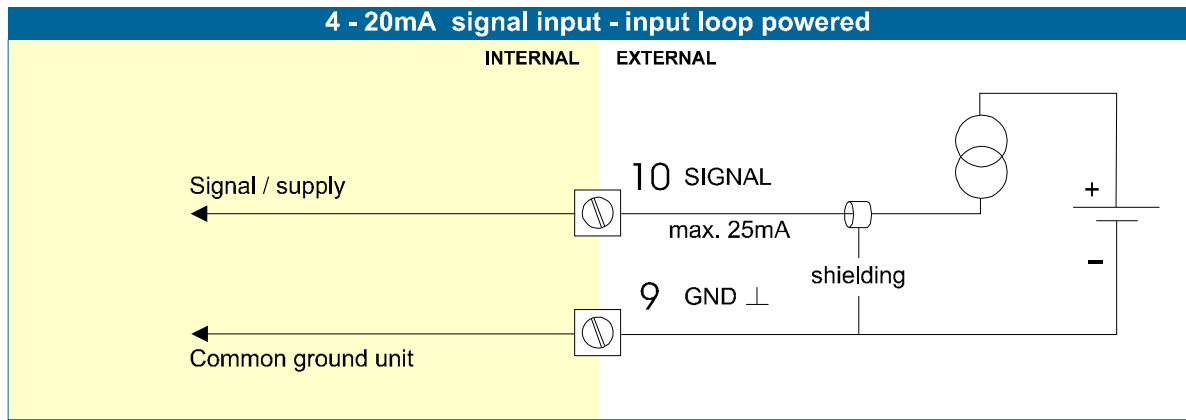 4 - 20mA signal input - input loop powered
INTERNAL
EXTERNAL
Signal / supply
10 SIGNAL
max. 25mA
+
-
shielding
9 GND ⊥
Common ground unit